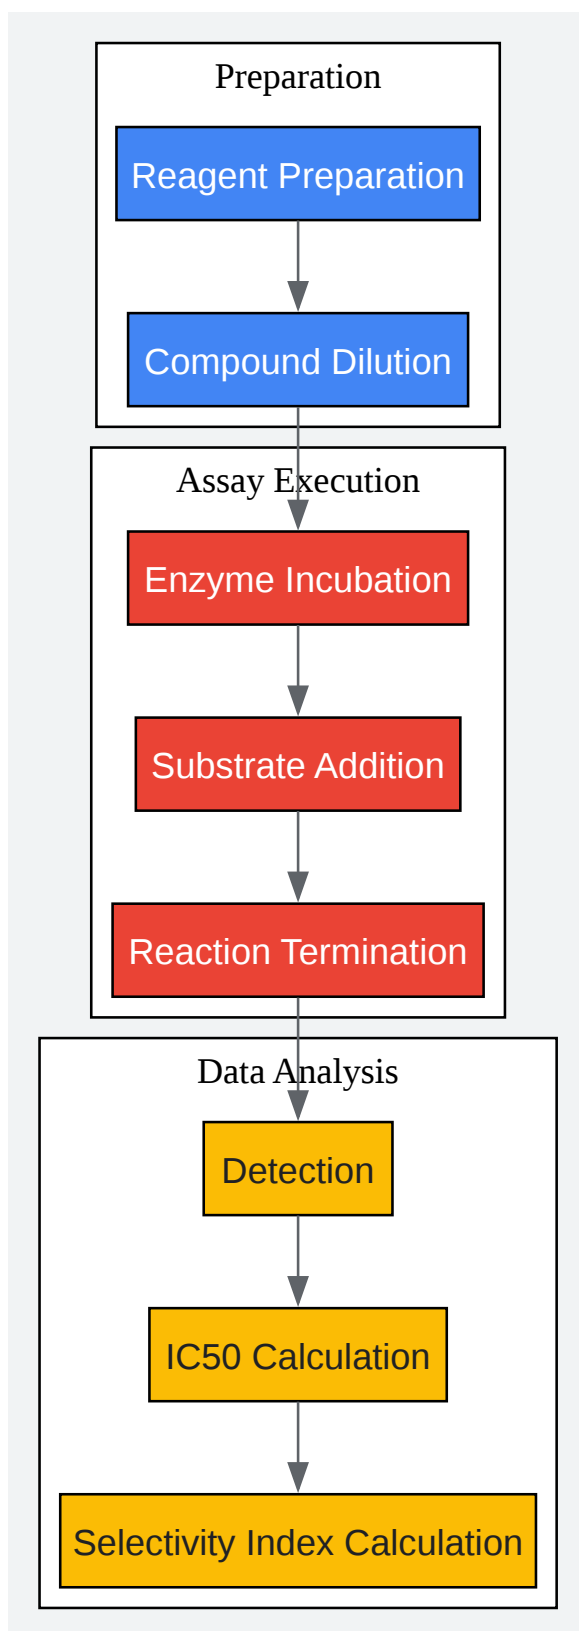 Preparation
Reagent Preparation
Compound Dilution
Assay Execution
Enzyme Incubation
Substrate Addition
Reaction Termination
Data Analysis
Detection
IC50 Calculation
Selectivity Index Calculation